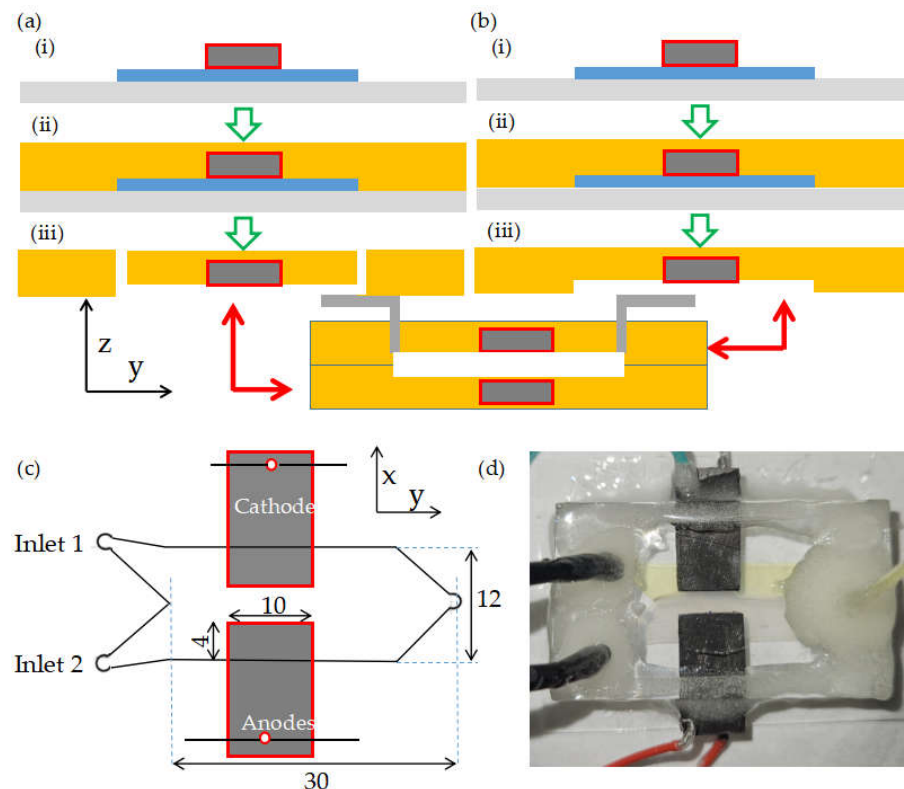 (a)
(b)
(i)
(i)
(ii)
(ii)
(iii)
(iii)
z
y
(c)
x
y
(d)
Cathode
Inlet 1
12
10
4
Inlet 2
Anodes
30